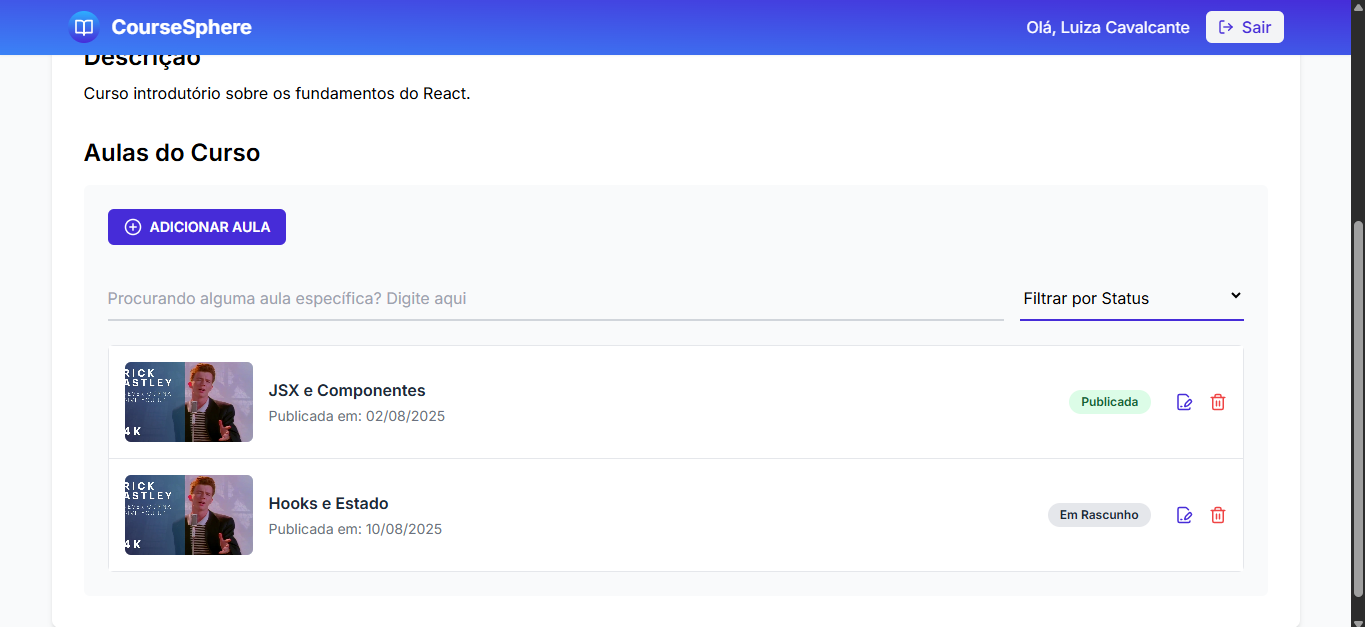 CourseSphere
Olá, Luiza Cavalcante
Sair
Descrição
Curso introdutório sobre os fundamentos do React.
Aulas do Curso
ADICIONAR AULA
Procurando alguma aula específica? Digite aqui
Filtrar por Status
RICK
ASTLEY
4K
JSX e Componentes
Publicada em: 02/08/2025
Publicada
RICK
ASTLEY
4K
Hooks e Estado
Publicada em: 10/08/2025
Em Rascunho